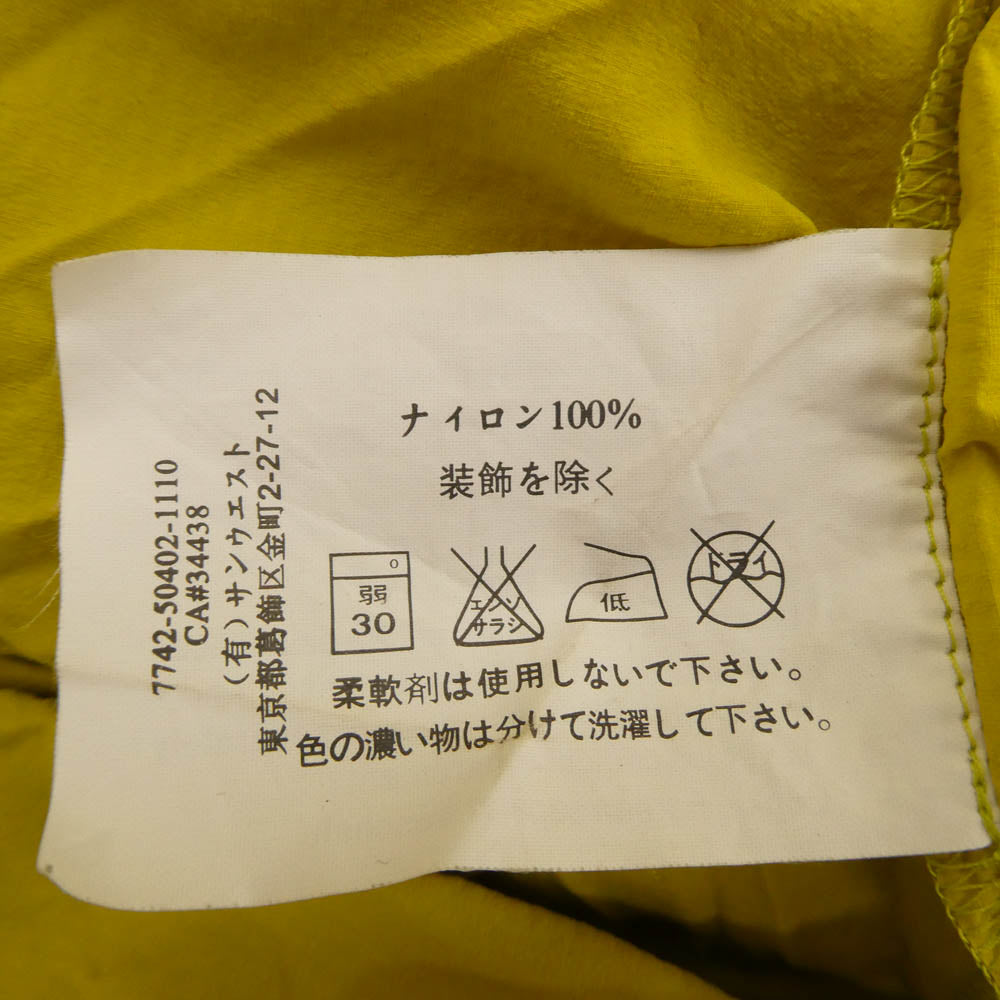 ナイロン100%
装飾を除く
弱
30
エンソ
サラシ
低
ドライ
柔軟剤は使用しないで下さい。
色の濃い物は分けて洗濯して下さい。
7742-50402-1110
CA#34438
(有)サンウエスト
東京都葛飾区金町2-27-12